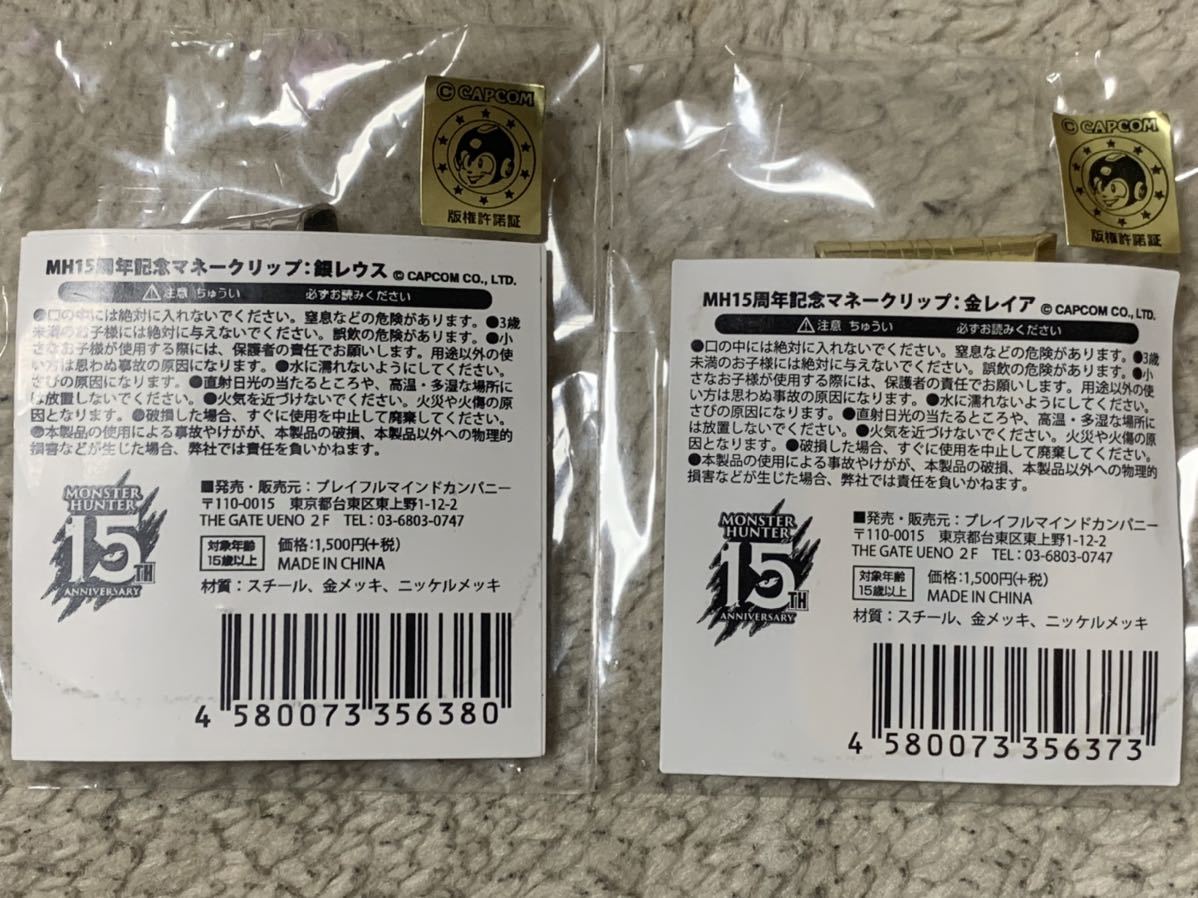 © CAPCOM
版権許諾証
MH15周年記念マネークリップ:銀レウス © CAPCOM CO., LTD.
⚠注意 ちゅうい 必ずお読みください
●口の中には絶対に入れないでください。窒息などの危険があります。●3歳
未満のお子様には絶対に与えないでください。誤飲の危険があります。●小
さなお子様が使用する際には、保護者の責任でお願いします。用途以外の使
い方は思わぬ事故の原因になります。●水に濡れないようにしてください。
さびの原因になります。●直射日光の当たるところや、高温・多湿な場所に
は放置しないでください。●火気を近づけないでください。火災や火傷の原
因となります。●破損した場合、すぐに使用を中止して廃棄してください。
●本製品の使用による事故やけがが、本製品の破損、本製品以外への物理的
損害などが生じた場合、弊社では責任を負いかねます。
MONSTER
HUNTER
15TH
ANNIVERSARY
■発売・販売元:プレイフルマインドカンパニー
〒110-0015 東京都台東区東上野1-12-2
THE GATE UENO 2F TEL:03-6803-0747
対象年齢
15歳以上
価格:1,500円(+税)
MADE IN CHINA
材質:スチール、金メッキ、ニッケルメッキ
4 580073 356380
© CAPCOM
版権許諾証
MH15周年記念マネークリップ:金レイア © CAPCOM CO., LTD.
⚠注意 ちゅうい 必ずお読みください
●口の中には絶対に入れないでください。窒息などの危険があります。●3歳
未満のお子様には絶対に与えないでください。誤飲の危険があります。●小
さなお子様が使用する際には、保護者の責任でお願いします。用途以外の使
い方は思わぬ事故の原因になります。●水に濡れないようにしてください。
さびの原因になります。●直射日光の当たるところや、高温・多湿な場所に
は放置しないでください。●火気を近づけないでください。火災や火傷の原
因となります。●破損した場合、すぐに使用を中止して廃棄してください。
●本製品の使用による事故やけがが、本製品の破損、本製品以外への物理的
損害などが生じた場合、弊社では責任を負いかねます。
MONSTER
HUNTER
15TH
ANNIVERSARY
■発売・販売元:プレイフルマインドカンパニー
〒110-0015 東京都台東区東上野1-12-2
THE GATE UENO 2F TEL:03-6803-0747
対象年齢
15歳以上
価格:1,500円(+税)
MADE IN CHINA
材質:スチール、金メッキ、ニッケルメッキ
4 580073 356373